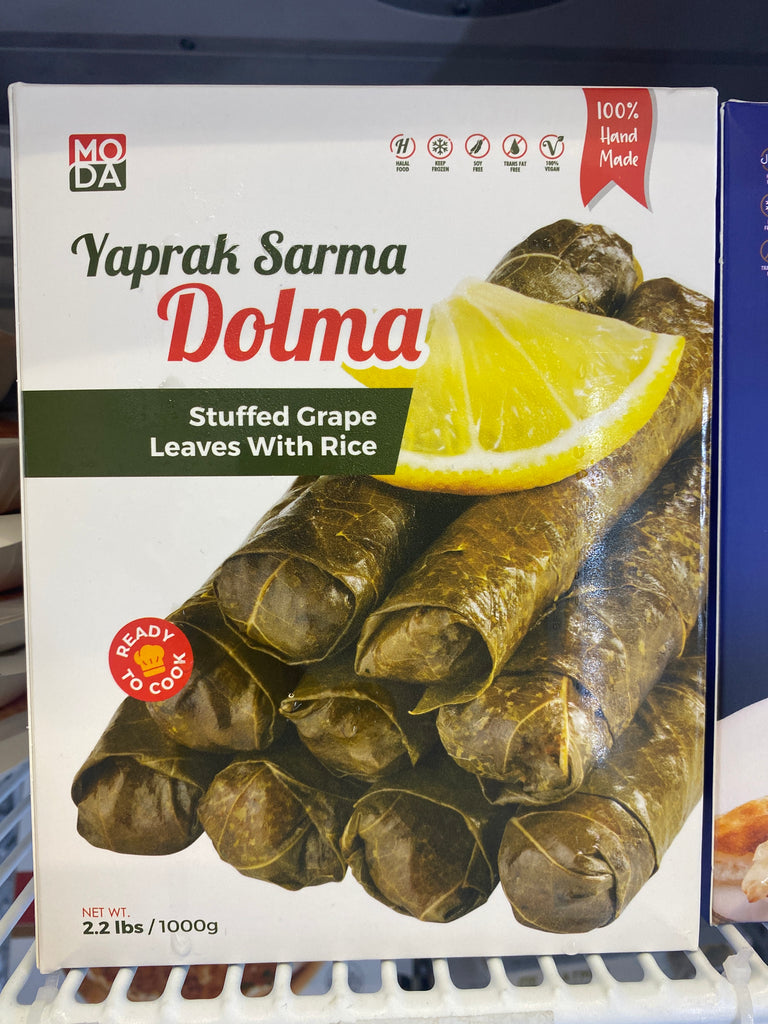 MO
DA
HALAL
FOOD
KEEP
FROZEN
SOY
FREE
TRANS FAT
FREE
100%
VEGAN
100%
Hand
Made
Yaprak Sarma
Dolma
Stuffed Grape
Leaves With Rice
READY
TO COOK
NET WT.
2.2 lbs / 1000g